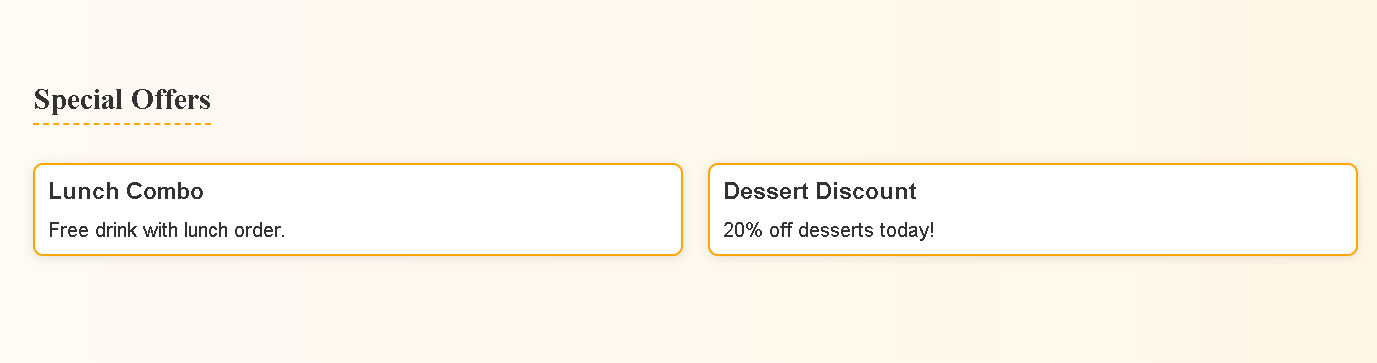 Special Offers
Lunch Combo
Free drink with lunch order.
Dessert Discount
20% off desserts today!